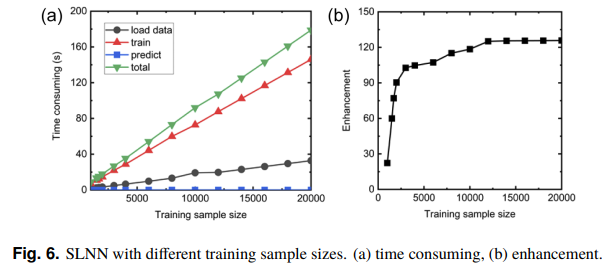 (a)
200
160
120
80
40
0
Time consuming (s)
load data
train
predict
total
5000 10000 15000 20000
Training sample size
(b)
150
120
90
60
30
0
Enhancement
0 5000 10000 15000 20000
Training sample size
Fig. 6. SLNN with different training sample sizes. (a) time consuming, (b) enhancement.